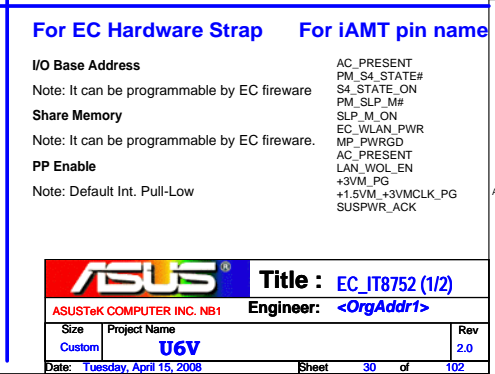 For EC Hardware Strap
For iAMT pin name
I/O Base Address
Note: It can be programmable by EC fireware
Share Memory
Note: It can be programmable by EC fireware.
PP Enable
Note: Default Int. Pull-Low
AC_PRESENT
PM_S4_STATE#
S4_STATE_ON
PM_SLP_M#
SLP_M_ON
EC_WLAN_PWR
MP_PWRGD
AC_PRESENT
LAN_WOL_EN
+3VM_PG
+1.5VM_+3VMCLK_PG
SUSPWR_ACK
A
ASUS®
Title : EC_IT8752 (1/2)
ASUSTeK COMPUTER INC. NB1
Engineer: <OrgAddr1>
Size Project Name Rev
Custom U6V 2.0
Date: Tuesday, April 15, 2008 Sheet 30 of 102